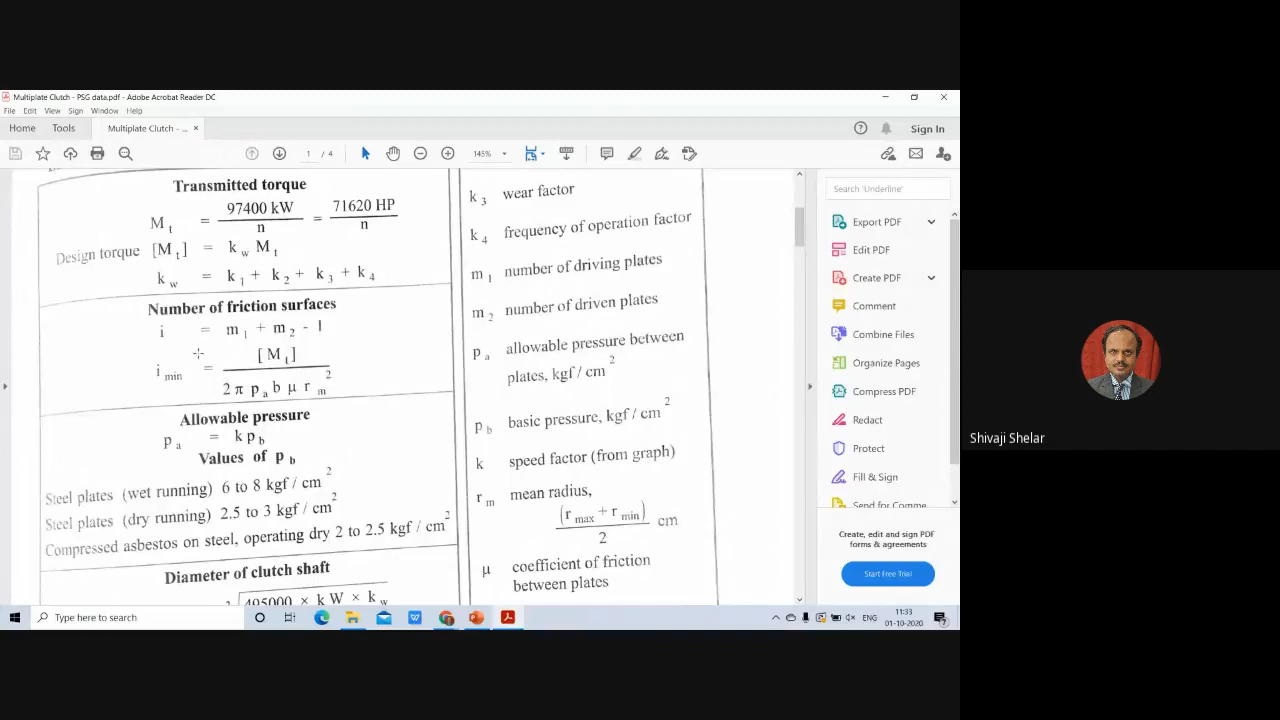 Multiplate Clutch - PSG data.pdf - Adobe Acrobat Reader DC
File Edit View Sign Window Help
Home Tools Multiplate Clutch - ... × Sign In
1 / 4 145%
Transmitted torque
M t = 97400 kW / n = 71620 HP / n
Design torque [M t] = k w M t
k w = k 1 + k 2 + k 3 + k 4
Number of friction surfaces
i = m 1 + m 2 - 1
i min = [M t] / 2 π p a b μ r m 2
Allowable pressure
p a = k p b
Values of p b
Steel plates (wet running) 6 to 8 kgf / cm 2
Steel plates (dry running) 2.5 to 3 kgf / cm 2
Compressed asbestos on steel, operating dry 2 to 2.5 kgf / cm 2
Diameter of clutch shaft
495000 × k W × k w
k 3 wear factor
k 4 frequency of operation factor
m 1 number of driving plates
m 2 number of driven plates
p a allowable pressure between
plates, kgf / cm 2
p b basic pressure, kgf / cm 2
k speed factor (from graph)
r m mean radius,
(r max + r min) / 2 cm
μ coefficient of friction
between plates
Search 'Underline'
Export PDF
Edit PDF
Create PDF
Comment
Combine Files
Organize Pages
Compress PDF
Redact
Protect
Fill & Sign
Send for Comme
Create, edit and sign PDF
forms & agreements
Start Free Trial
Type here to search
ENG
11:33
01-10-2020
Shivaji Shelar